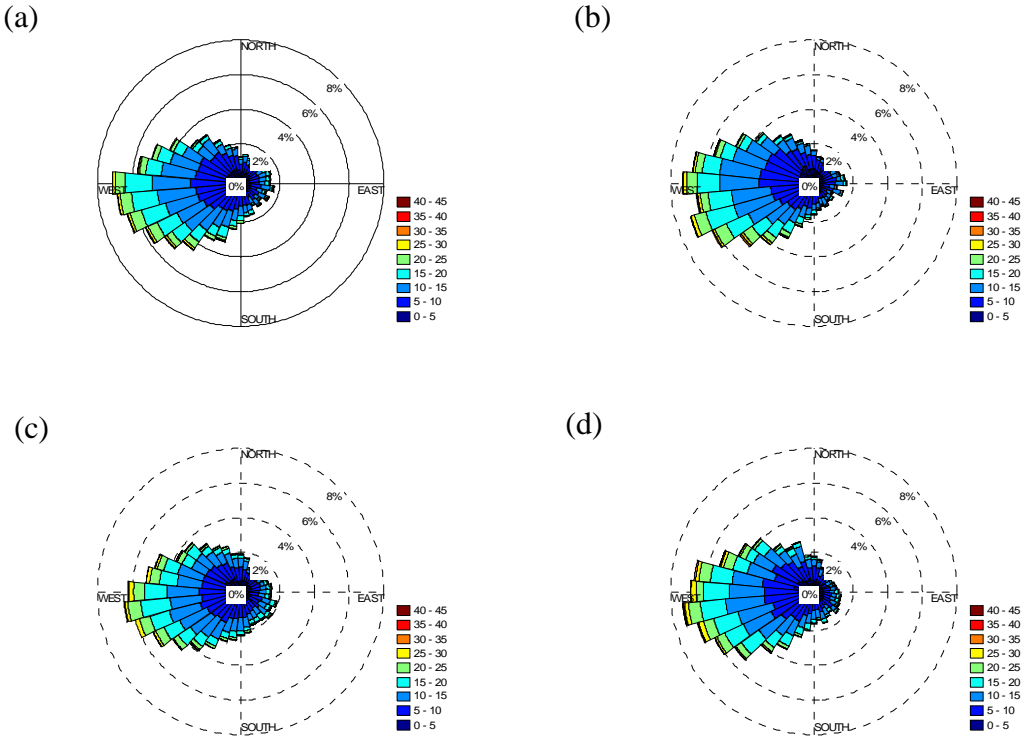 (a)
NORTH
8%
6%
4%
2%
0%
WEST
EAST
SOUTH
40 - 45
35 - 40
30 - 35
25 - 30
20 - 25
15 - 20
10 - 15
5 - 10
0 - 5
(b)
NORTH
8%
6%
4%
2%
0%
WEST
EAST
SOUTH
40 - 45
35 - 40
30 - 35
25 - 30
20 - 25
15 - 20
10 - 15
5 - 10
0 - 5
(c)
NORTH
8%
6%
4%
2%
0%
WEST
EAST
SOUTH
40 - 45
35 - 40
30 - 35
25 - 30
20 - 25
15 - 20
10 - 15
5 - 10
0 - 5
(d)
NORTH
8%
6%
4%
2%
0%
WEST
EAST
SOUTH
40 - 45
35 - 40
30 - 35
25 - 30
20 - 25
15 - 20
10 - 15
5 - 10
0 - 5